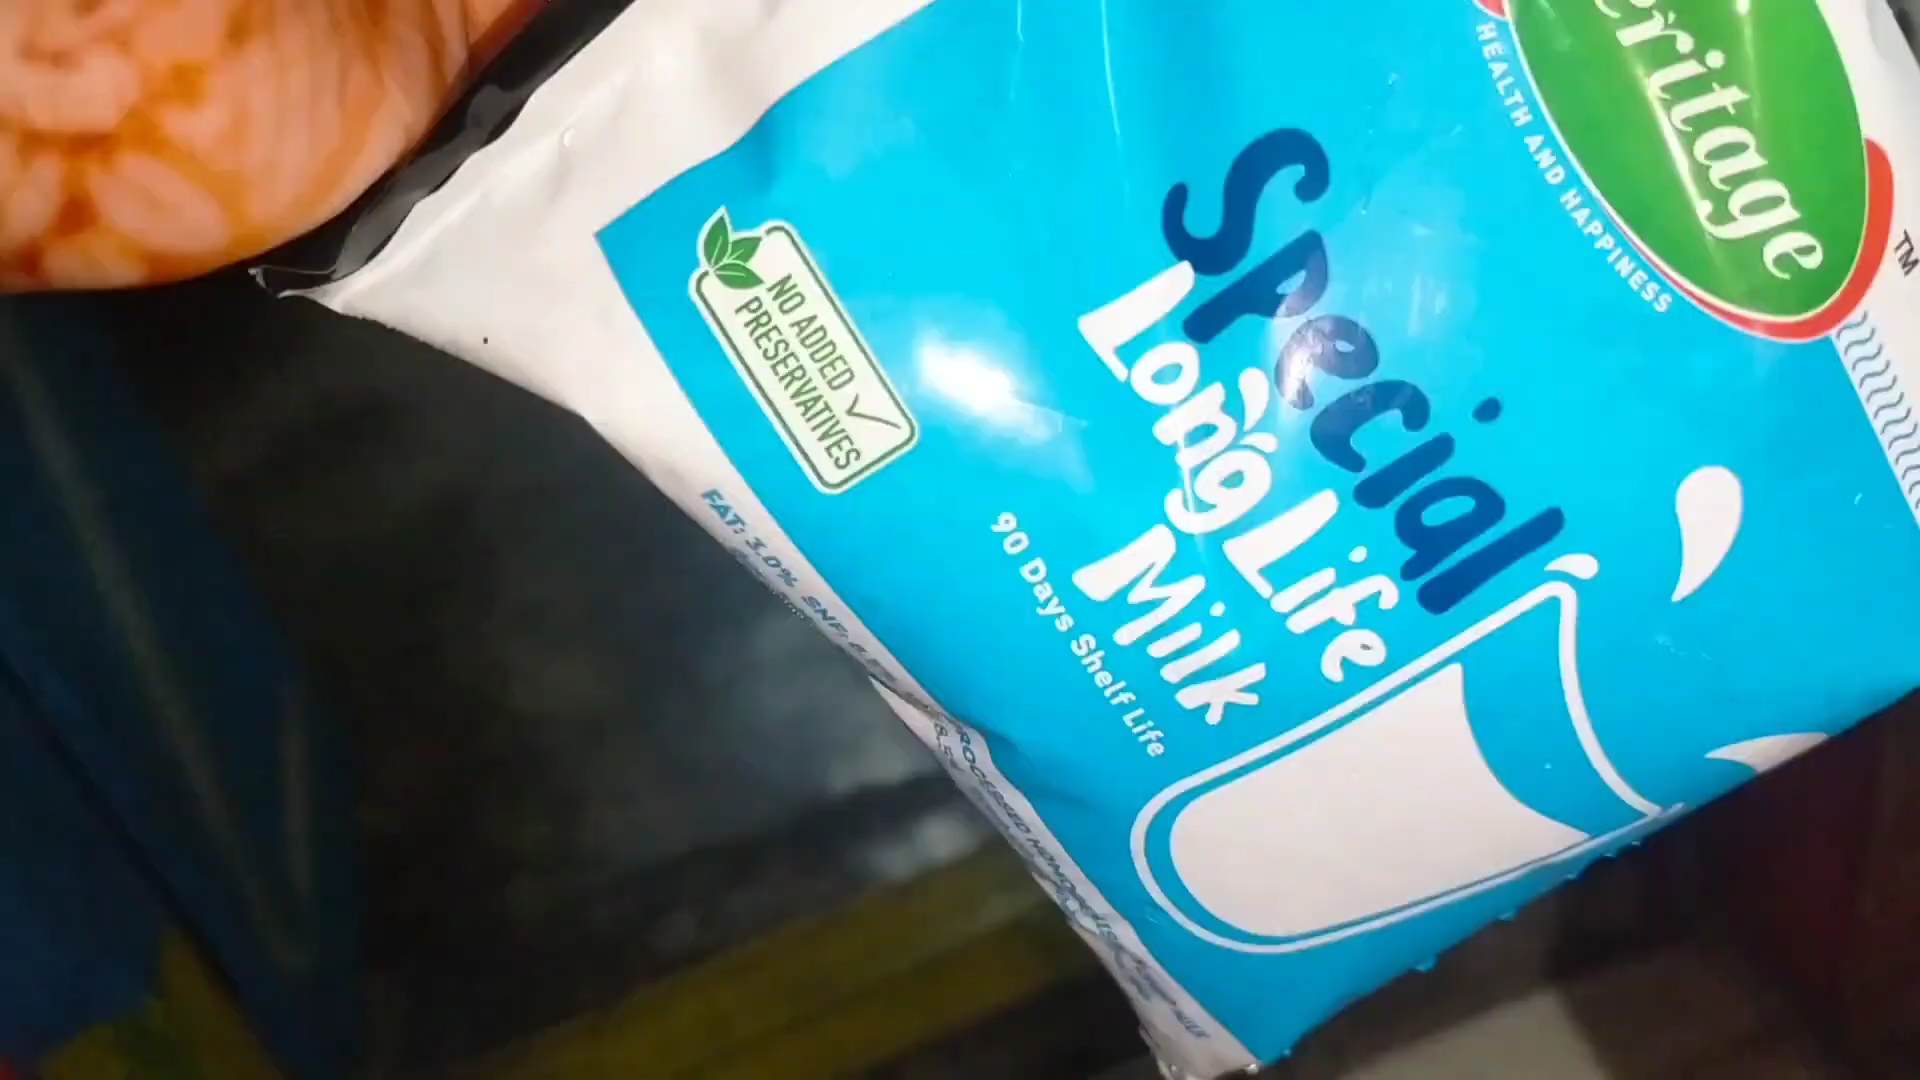 eritage
TM
HEALTH AND HAPPINESS
Special
Long Life
Milk
90 Days Shelf Life
NO ADDED
PRESERVATIVES
FAT: 3.0% SNF: